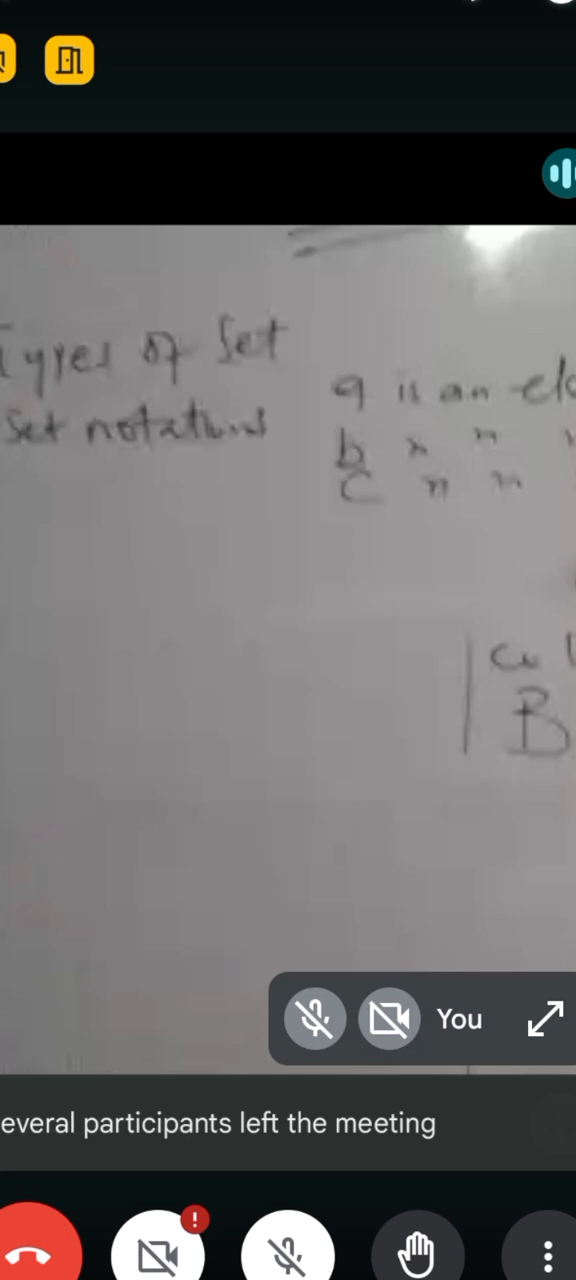 Types of Set
Set notations
a is an ele
b " "
C " "
B
You
everal participants left the meeting